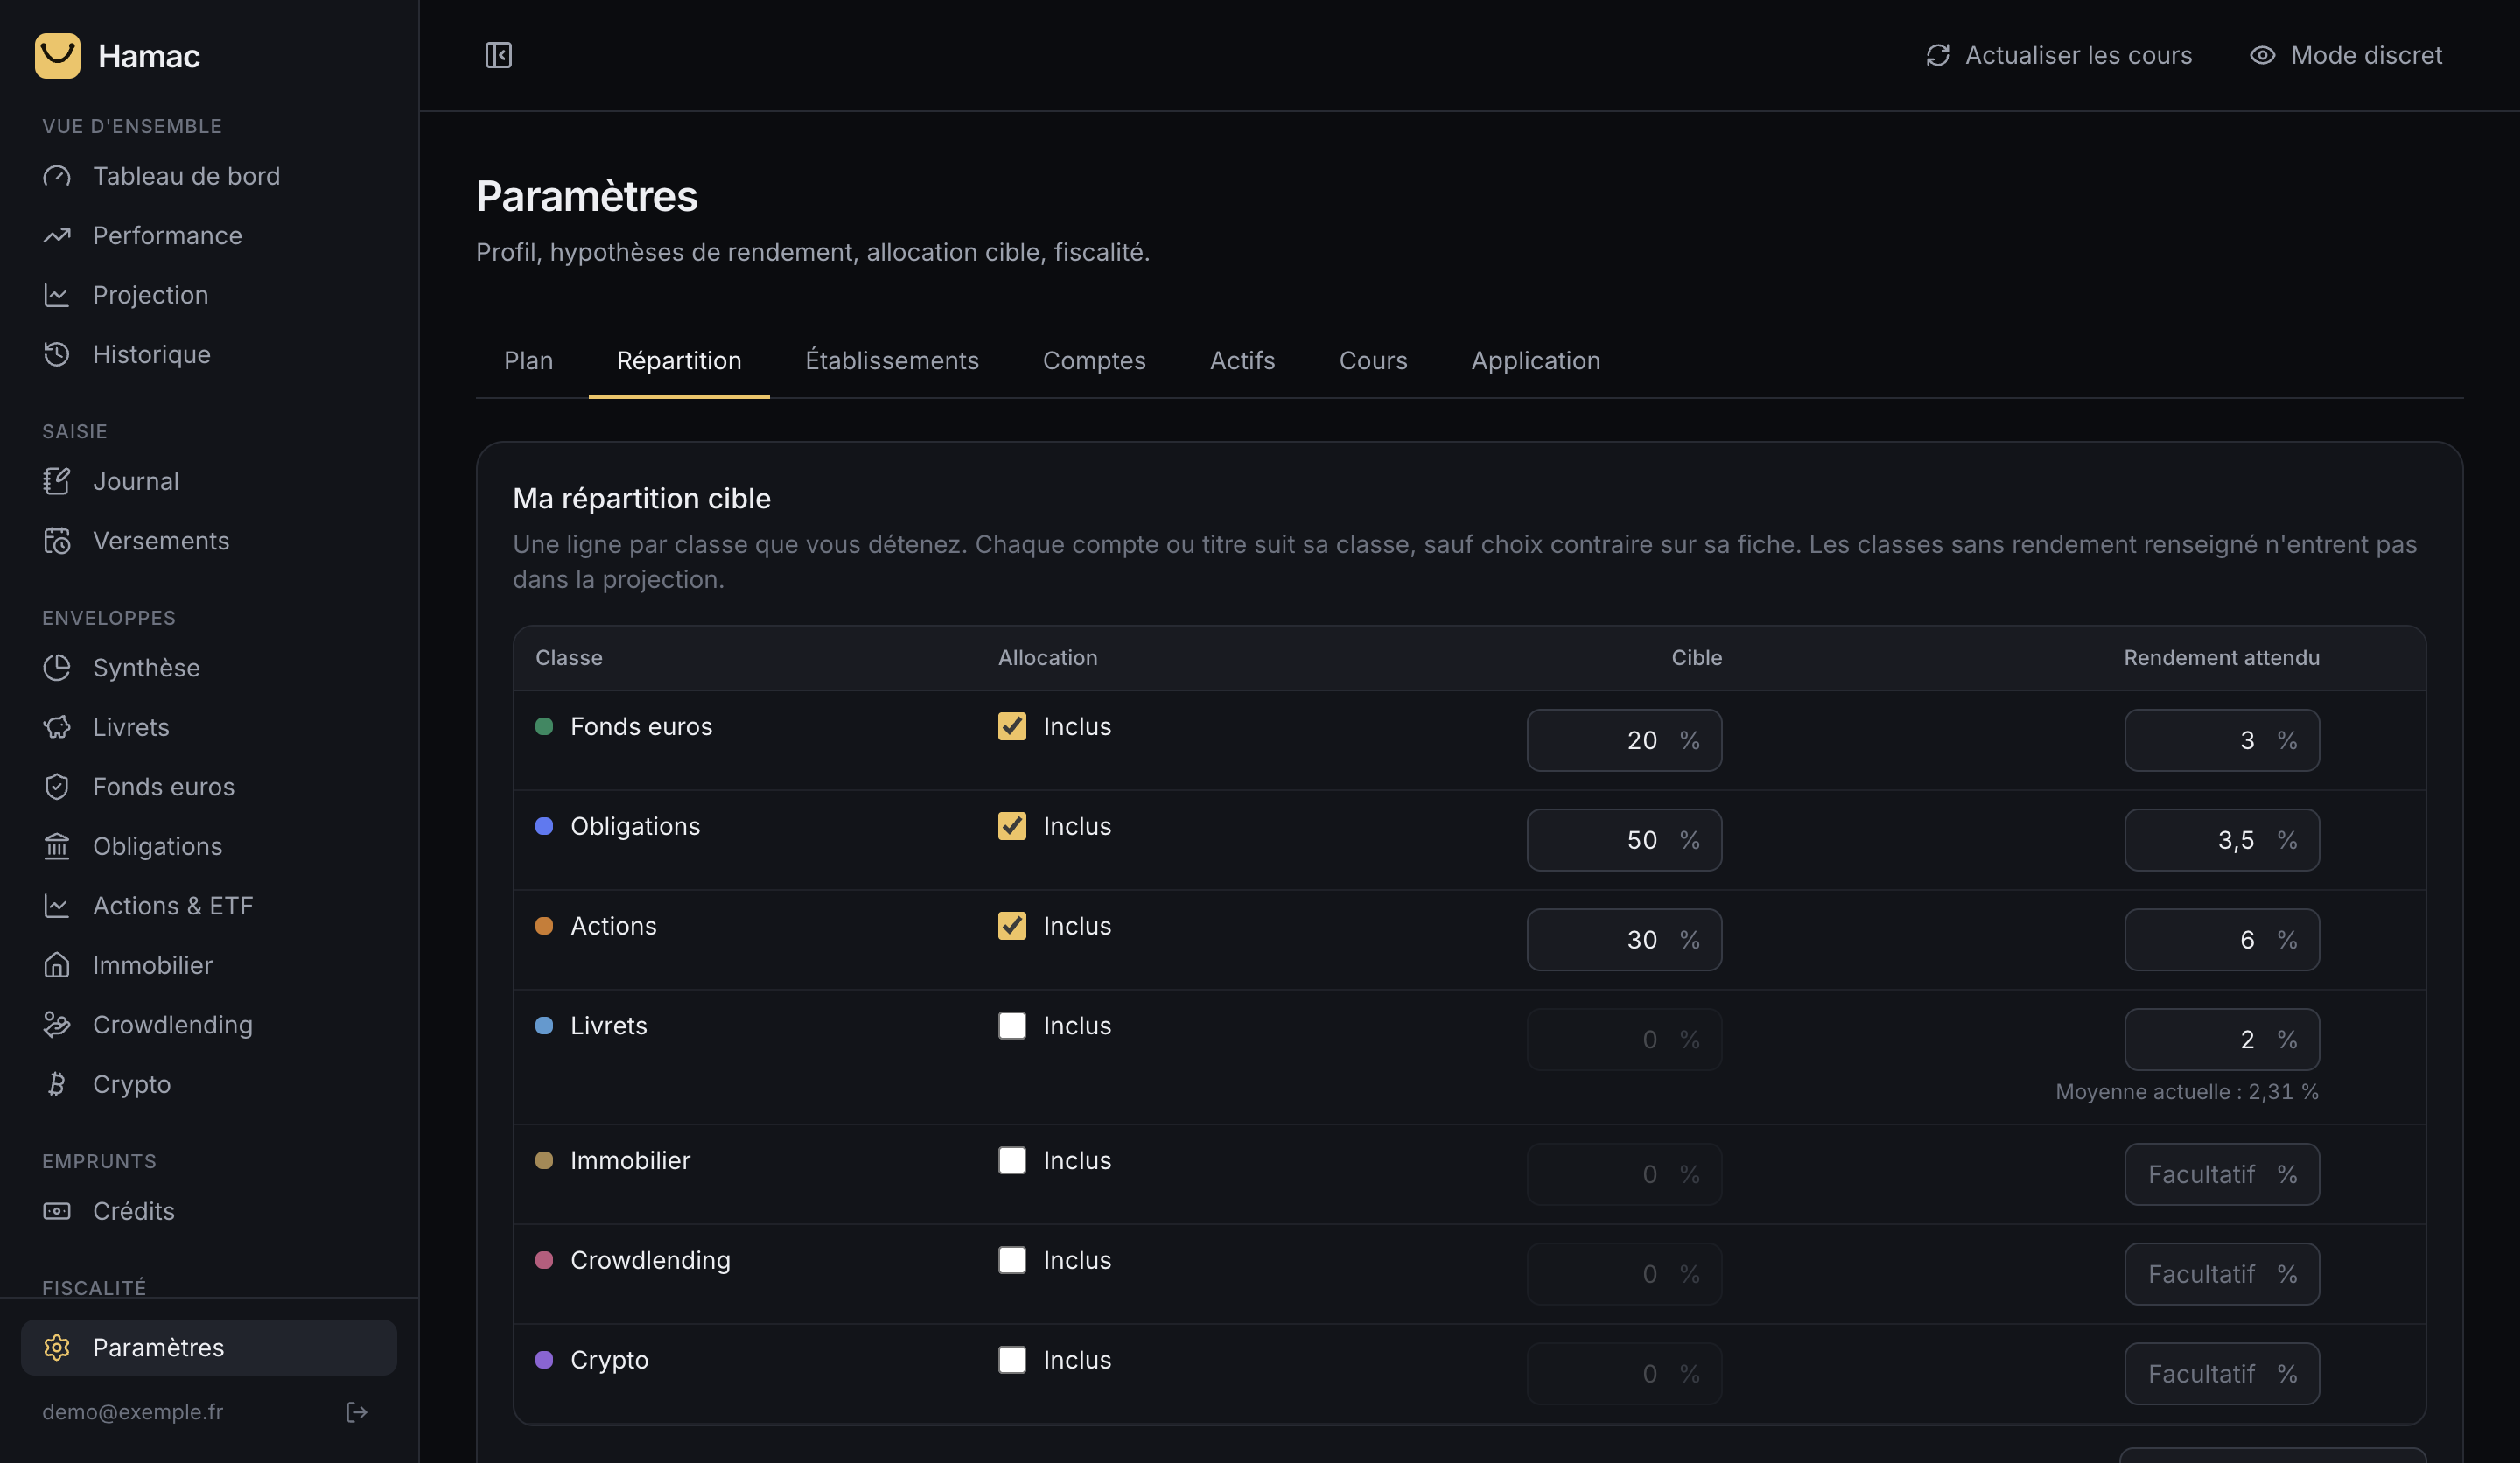 Hamac
VUE D'ENSEMBLE
Tableau de bord
Performance
Projection
Historique
SAISIE
Journal
Versements
ENVELOPPES
Synthèse
Livrets
Fonds euros
Obligations
Actions & ETF
Immobilier
Crowdlending
Crypto
EMPRUNTS
Crédits
FISCALITÉ
Paramètres
demo@exemple.fr
Actualiser les cours
Mode discret
Paramètres
Profil, hypothèses de rendement, allocation cible, fiscalité.
Plan Répartition Établissements Comptes Actifs Cours Application
Ma répartition cible
Une ligne par classe que vous détenez. Chaque compte ou titre suit sa classe, sauf choix contraire sur sa fiche. Les classes sans rendement renseigné n'entrent pas
dans la projection.
Classe Allocation Cible Rendement attendu
Fonds euros Inclus 20 % 3 %
Obligations Inclus 50 % 3,5 %
Actions Inclus 30 % 6 %
Livrets Inclus 0 % 2 %
Moyenne actuelle : 2,31 %
Immobilier Inclus 0 % Facultatif %
Crowdlending Inclus 0 % Facultatif %
Crypto Inclus 0 % Facultatif %